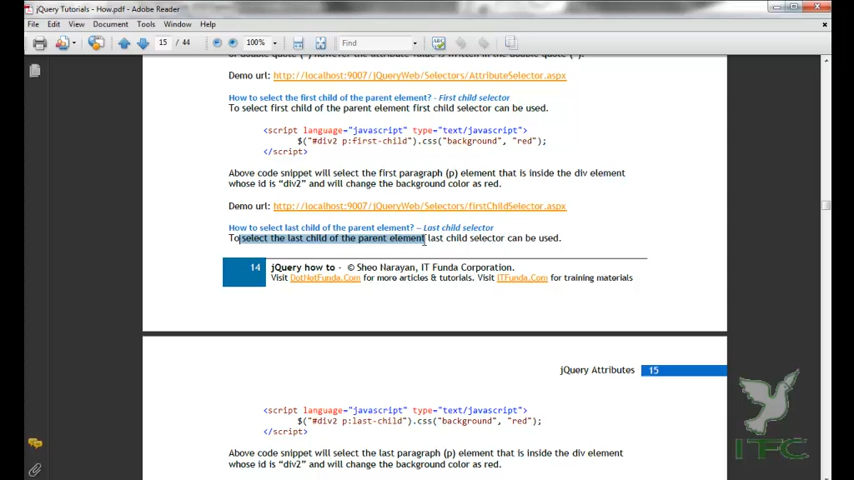 jQuery Tutorials - How.pdf - Adobe Reader
File Edit View Document Tools Window Help
15 / 44 100% Find
Demo url: http://localhost:9007/jQueryWeb/Selectors/AttributeSelector.aspx
How to select the first child of the parent element? - First child selector
To select first child of the parent element first child selector can be used.
<script language="javascript" type="text/javascript">
$("#div2 p:first-child").css("background", "red");
</script>
Above code snippet will select the first paragraph (p) element that is inside the div element
whose id is "div2" and will change the background color as red.
Demo url: http://localhost:9007/jQueryWeb/Selectors/firstChildSelector.aspx
How to select last child of the parent element? – Last child selector
To select the last child of the parent element last child selector can be used.
14 jQuery how to - © Sheo Narayan, IT Funda Corporation.
Visit DotNetFunda.Com for more articles & tutorials. Visit ITFunda.Com for training materials
jQuery Attributes 15
<script language="javascript" type="text/javascript">
$("#div2 p:last-child").css("background", "red");
</script>
Above code snippet will select the last paragraph (p) element that is inside the div element
whose id is "div2" and will change the background color as red.
ITFC